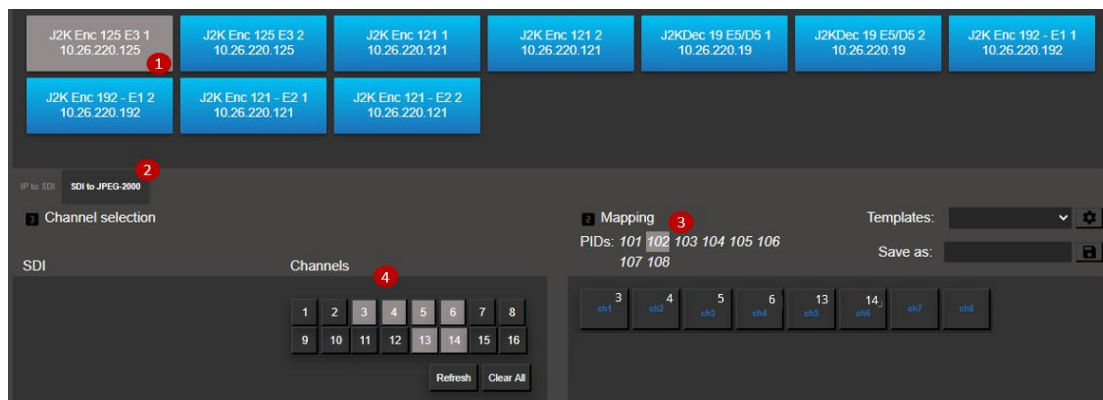 J2K Enc 125 E3 1
10.26.220.125
1
J2K Enc 125 E3 2
10.26.220.125
J2K Enc 121 1
10.26.220.121
J2K Enc 121 2
10.26.220.121
J2KDec 19 E5/D5 1
10.26.220.19
J2KDec 19 E5/D5 2
10.26.220.19
J2K Enc 192 - E1 1
10.26.220.192
J2K Enc 192 - E1 2
10.26.220.192
J2K Enc 121 - E2 1
10.26.220.121
J2K Enc 121 - E2 2
10.26.220.121
2
IP to SDI SDI to JPEG-2000
3 Channel selection
SDI
Channels
4
1 2 3 4 5 6 7 8
9 10 11 12 13 14 15 16
Refresh Clear All
2 Mapping 3
PIDs: 101 102 103 104 105 106
107 108
Templates:
Save as:
3 4 5 6 13 14
ch1 ch2 ch3 ch4 ch5 ch6 ch7 ch8